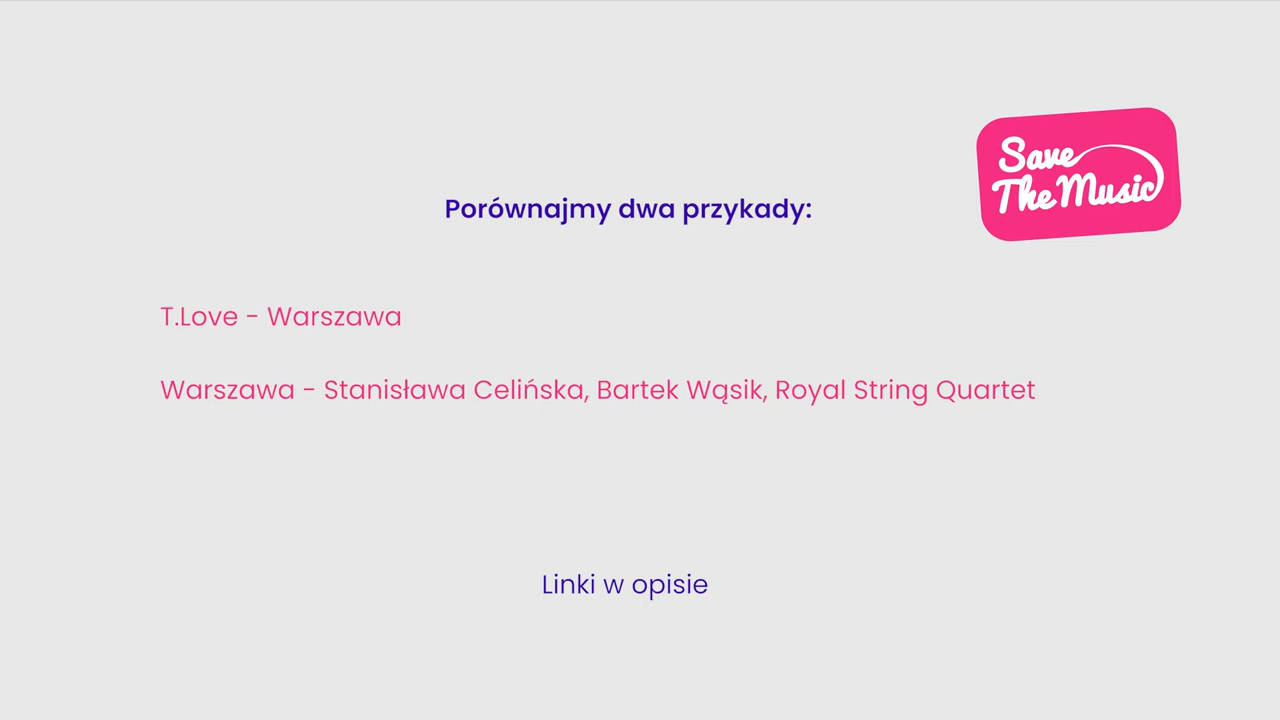 Save
The Music
Porównajmy dwa przykady:
T.Love - Warszawa
Warszawa - Stanisława Celińska, Bartek Wąsik, Royal String Quartet
Linki w opisie